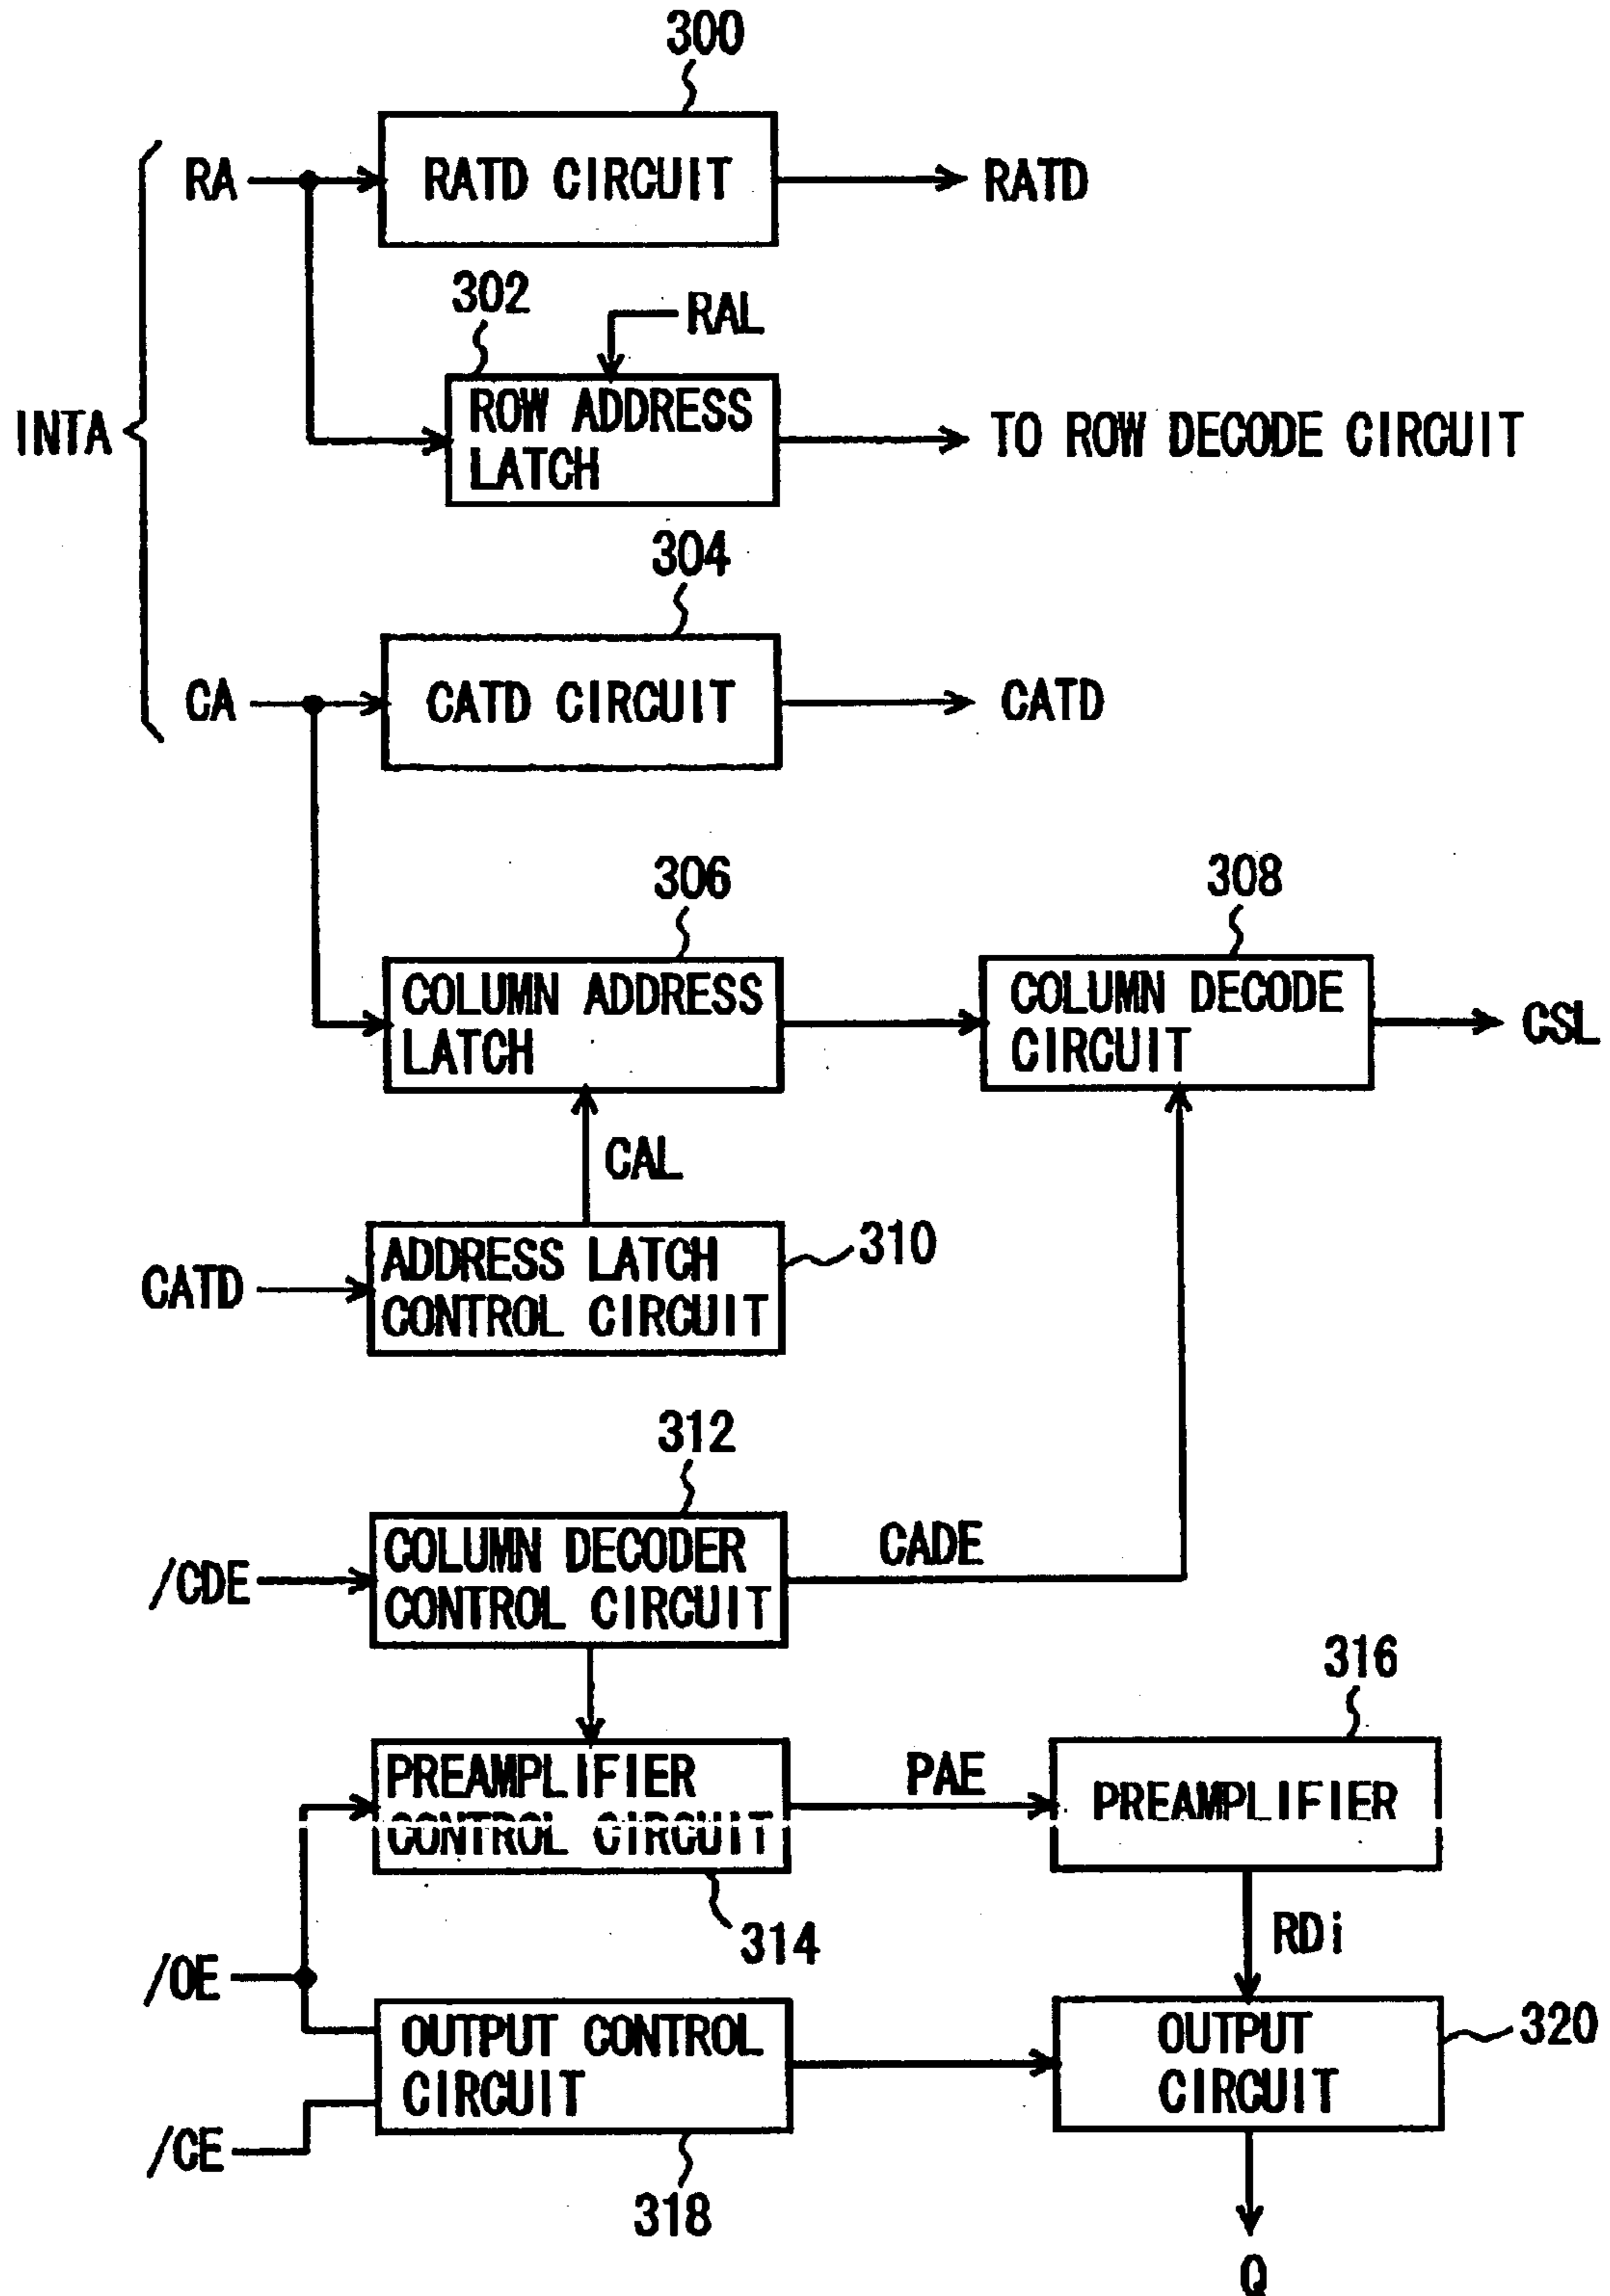 300
RA
RATD CIRCUIT
RATD
302
RAL
INTA
ROW ADDRESS
LATCH
TO ROW DECODE CIRCUIT
304
CA
CATD CIRCUIT
CATD
306
308
COLUMN ADDRESS
LATCH
COLUMN DECODE
CIRCUIT
CSL
CAL
CATD
ADDRESS LATCH
CONTROL CIRCUIT
310
312
/CDE
COLUMN DECODER
CONTROL CIRCUIT
CADE
316
PREAMPLIFIER
CONTROL CIRCUIT
PAE
PREAMPLIFIER
314
RDi
/OE
OUTPUT CONTROL
CIRCUIT
OUTPUT
CIRCUIT
320
/CE
318
Q